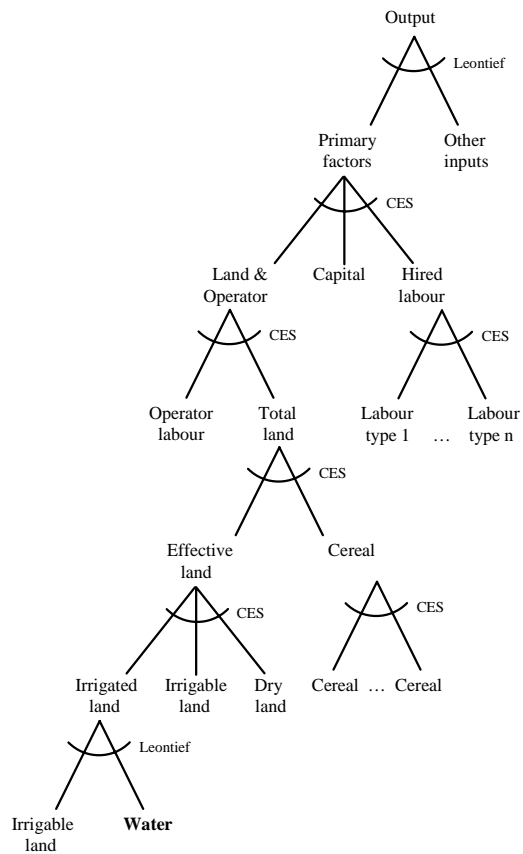 Output
Leontief
Primary
factors
Other
inputs
CES
Land &
Operator
Capital
Hired
labour
CES
CES
Operator
labour
Total
land
Labour
type 1
...
Labour
type n
CES
Effective
land
Cereal
CES
CES
Irrigated
land
Irrigable
land
Dry
land
Cereal ... Cereal
Leontief
Irrigable
land
Water